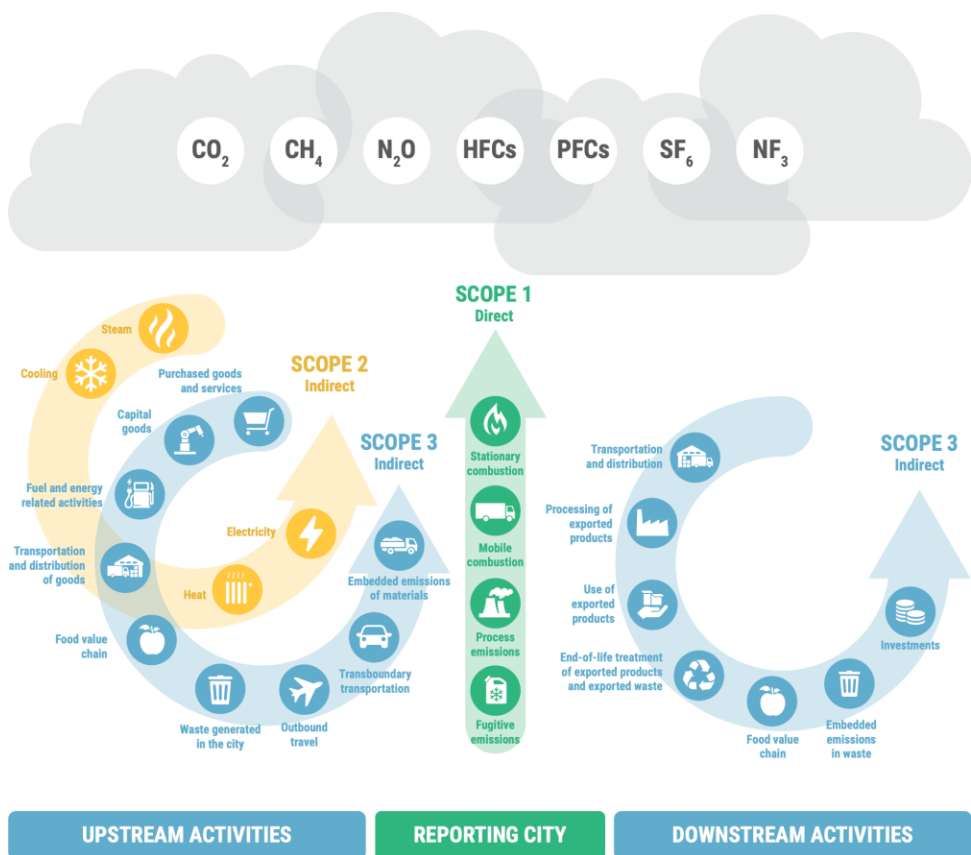 CO2
CH4
N2O
HFCs
PFCs
SF6
NF3
SCOPE 1
Direct
Stationary
combustion
Mobile
combustion
Process
emissions
Fugitive
emissions
SCOPE 2
Indirect
Steam
Cooling
Heat
Electricity
SCOPE 3
Indirect
Purchased goods
and services
Capital
goods
Fuel and energy
related activities
Transportation
and distribution
of goods
Food value
chain
Waste generated
in the city
Outbound
travel
Transboundary
transportation
Embedded emissions
of materials
SCOPE 3
Indirect
Transportation
and distribution
Processing of
exported
products
Use of
exported
products
End-of-life treatment
of exported products
and exported waste
Food value
chain
Embedded
emissions
in waste
Investments
UPSTREAM ACTIVITIES
REPORTING CITY
DOWNSTREAM ACTIVITIES